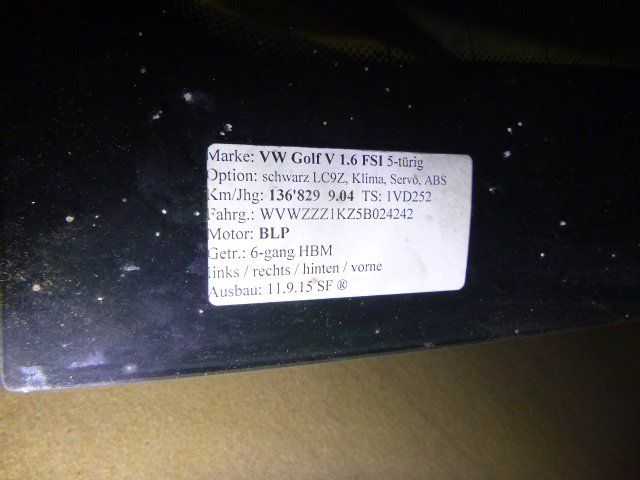 Marke: VW Golf V 1.6 FSI 5-türig
Option: schwarz LC9Z, Klima, Servo, ABS
Km/Jhg: 136'829 9.04 TS: 1VD252
Fahrg.: WVWZZZ1KZ5B024242
Motor: BLP
Getr.: 6-gang HBM
links / rechts / hinten / vorne
Ausbau: 11.9.15 SF ®